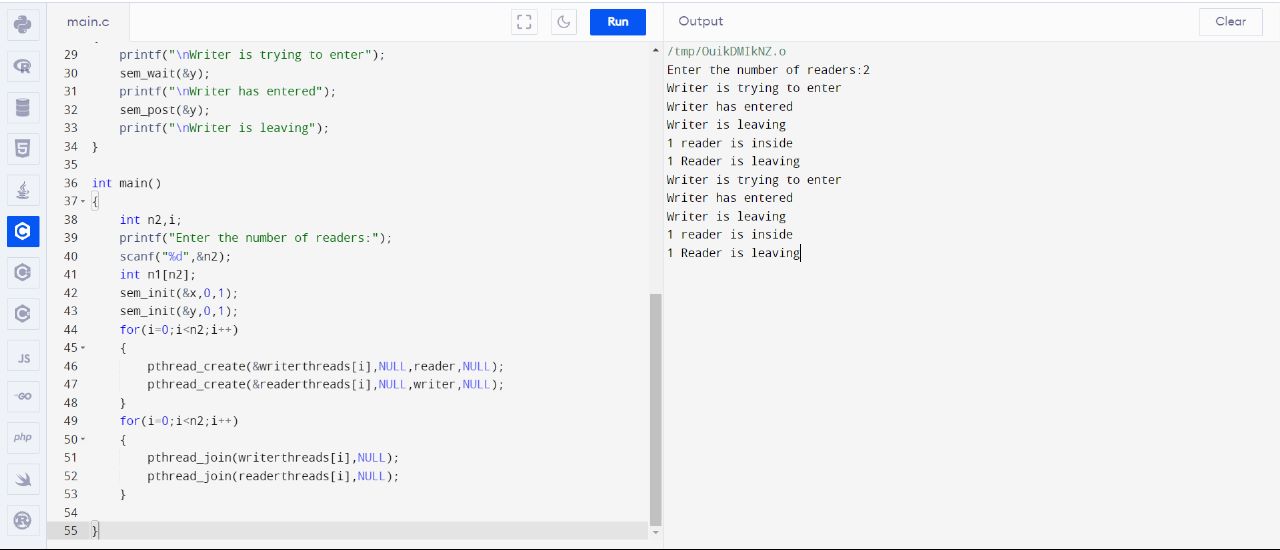 main.c
Run
Output
Clear
29 printf("\nWriter is trying to enter");
30 sem_wait(&y);
31 printf("\nWriter has entered");
32 sem_post(&y);
33 printf("\nWriter is leaving");
34 }
35
36 int main()
37 {
38 int n2,i;
39 printf("Enter the number of readers:");
40 scanf("%d",&n2);
41 int n1[n2];
42 sem_init(&x,0,1);
43 sem_init(&y,0,1);
44 for(i=0;i<n2;i++)
45 {
46 pthread_create(&writerthreads[i],NULL,reader,NULL);
47 pthread_create(&readerthreads[i],NULL,writer,NULL);
48 }
49 for(i=0;i<n2;i++)
50 {
51 pthread_join(writerthreads[i],NULL);
52 pthread_join(readerthreads[i],NULL);
53 }
54
55 }
/tmp/OuikDMIkNZ.o
Enter the number of readers:2
Writer is trying to enter
Writer has entered
Writer is leaving
1 reader is inside
1 Reader is leaving
Writer is trying to enter
Writer has entered
Writer is leaving
1 reader is inside
1 Reader is leaving
R
5
C
C
C
JS
GO
php
R